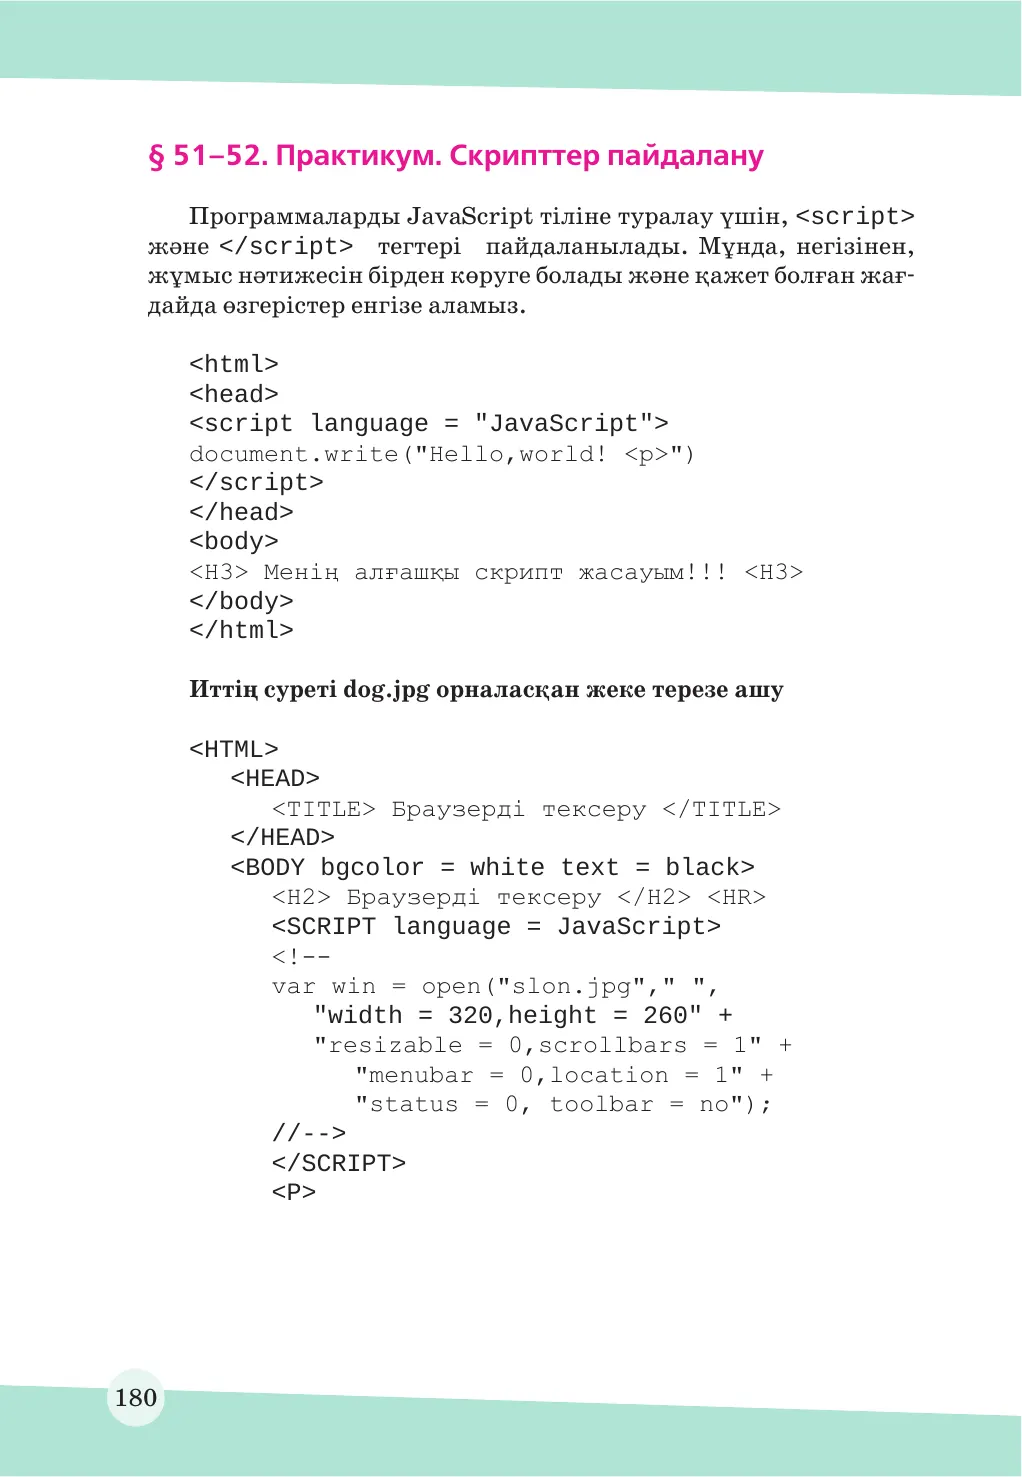 § 51–52. Практикум. Скрипттер пайдалану
Программаларды JavaScript тіліне туралау үшін, <script>
және </script> тегтері пайдаланылады. Мұнда, негізінен,
жұмыс нәтижесін бірден көруге болады және қажет болған жағ-
дайда өзгерістер енгізе аламыз.
<html>
<head>
<script language = "JavaScript">
document.write("Hello,world! <p>")
</script>
</head>
<body>
<H3> Менің алғашқы скрипт жасауым!!! <H3>
</body>
</html>
Иттің суреті dog.jpg орналасқан жеке терезе ашу
<HTML>
<HEAD>
<TITLE> Браузерді тексеру </TITLE>
</HEAD>
<BODY bgcolor = white text = black>
<H2> Браузерді тексеру </H2> <HR>
<SCRIPT language = JavaScript>
<!--
var win = open("slon.jpg"," ",
"width = 320,height = 260" +
"resizable = 0,scrollbars = 1" +
"menubar = 0,location = 1" +
"status = 0, toolbar = no");
//-->
</SCRIPT>
<P>
180